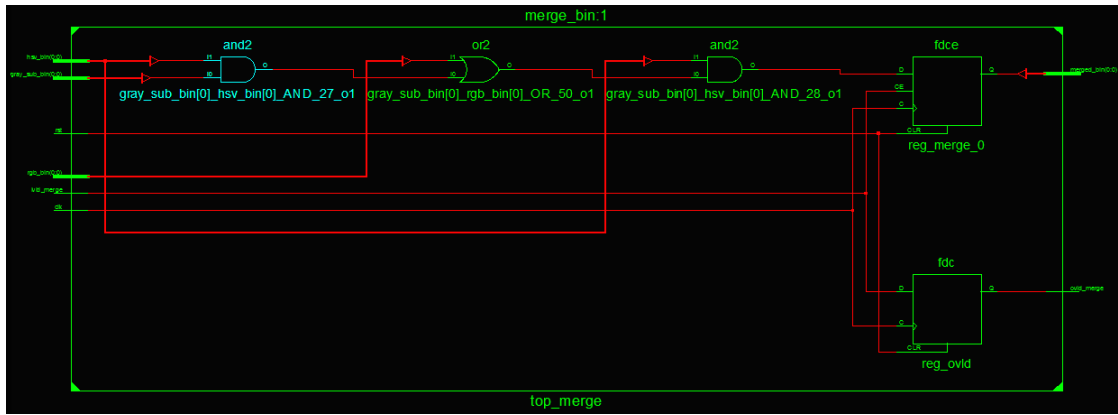 merge_bin:1
and2
or2
and2
fdce
hsv_bin(0:0)
gray_sub_bin(0:0)
I1
I0
O
I1
I0
O
I1
I0
O
D
CE
C
CLR
Q
merged_bin(0:0)
gray_sub_bin[0]_hsv_bin[0]_AND_27_o1
gray_sub_bin[0]_rgb_bin[0]_OR_50_o1
gray_sub_bin[0]_hsv_bin[0]_AND_28_o1
rst
reg_merge_0
rgb_bin(0:0)
ivld_merge
clk
fdc
D
C
CLR
Q
ovld_merge
reg_ovld
top_merge